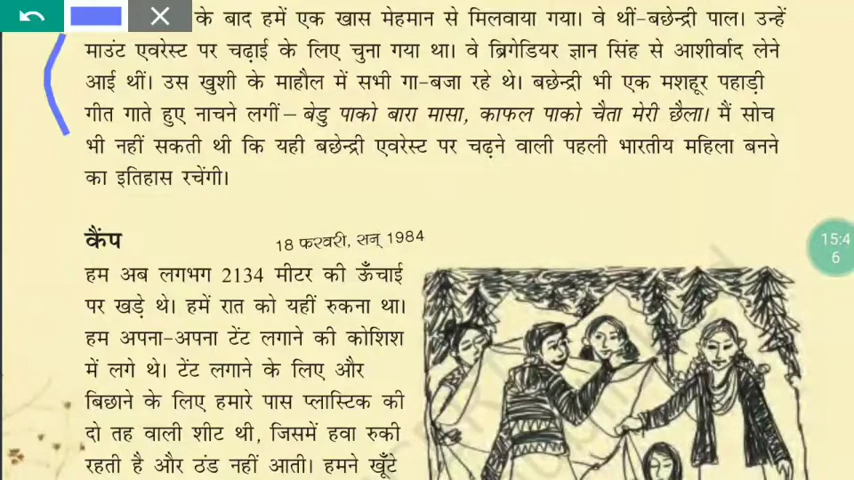 के बाद हमें एक खास मेहमान से मिलवाया गया। वे थीं–बछेन्द्री पाल। उन्हें
माउंट एवरेस्ट पर चढ़ाई के लिए चुना गया था। वे ब्रिगेडियर ज्ञान सिंह से आशीर्वाद लेने
आई थीं। उस खुशी के माहौल में सभी गा–बजा रहे थे। बछेन्द्री भी एक मशहूर पहाड़ी
गीत गाते हुए नाचने लगीं – बेडु पाको बारा मासा, काफल पाको चैता मेरी छैला। मैं सोच
भी नहीं सकती थी कि यही बछेन्द्री एवरेस्ट पर चढ़ने वाली पहली भारतीय महिला बनने
का इतिहास रचेंगी।
कैंप
18 फरवरी, सन् 1984
हम अब लगभग 2134 मीटर की ऊँचाई
पर खड़े थे। हमें रात को यहीं रुकना था।
हम अपना–अपना टेंट लगाने की कोशिश
में लगे थे। टेंट लगाने के लिए और
बिछाने के लिए हमारे पास प्लास्टिक की
दो तह वाली शीट थी, जिसमें हवा रुकी
रहती है और ठंड नहीं आती। हमने खूँटे
15:4
6